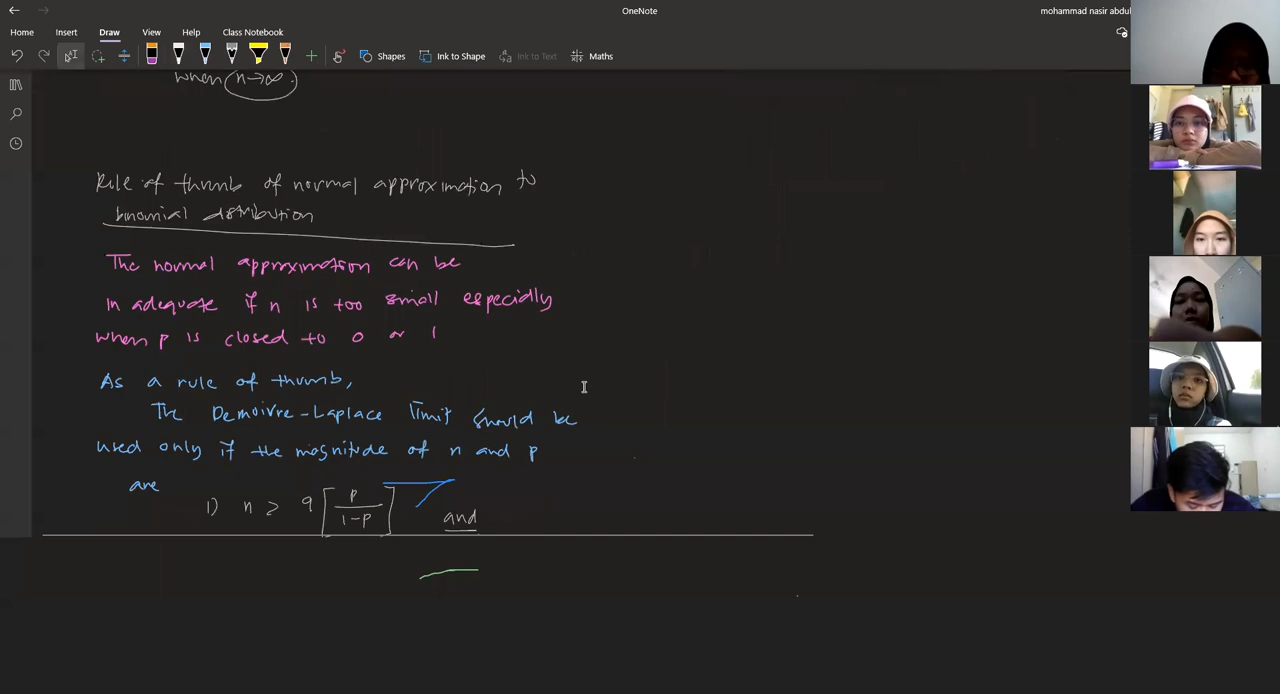 OneNote
mohammad nasir abdul
Home Insert Draw View Help Class Notebook
Shapes Ink to Shape Ink to Text Maths
when n→∞.
Rule of thumb of normal approximation to
binomial distribution
The normal approximation can be
in adequate if n is too small especially
when p is closed to 0 or 1
As a rule of thumb,
The Demoivre-Laplace limit should be
used only if the magnitude of n and p
are
1) n ≥ 9 [p/1-p] and